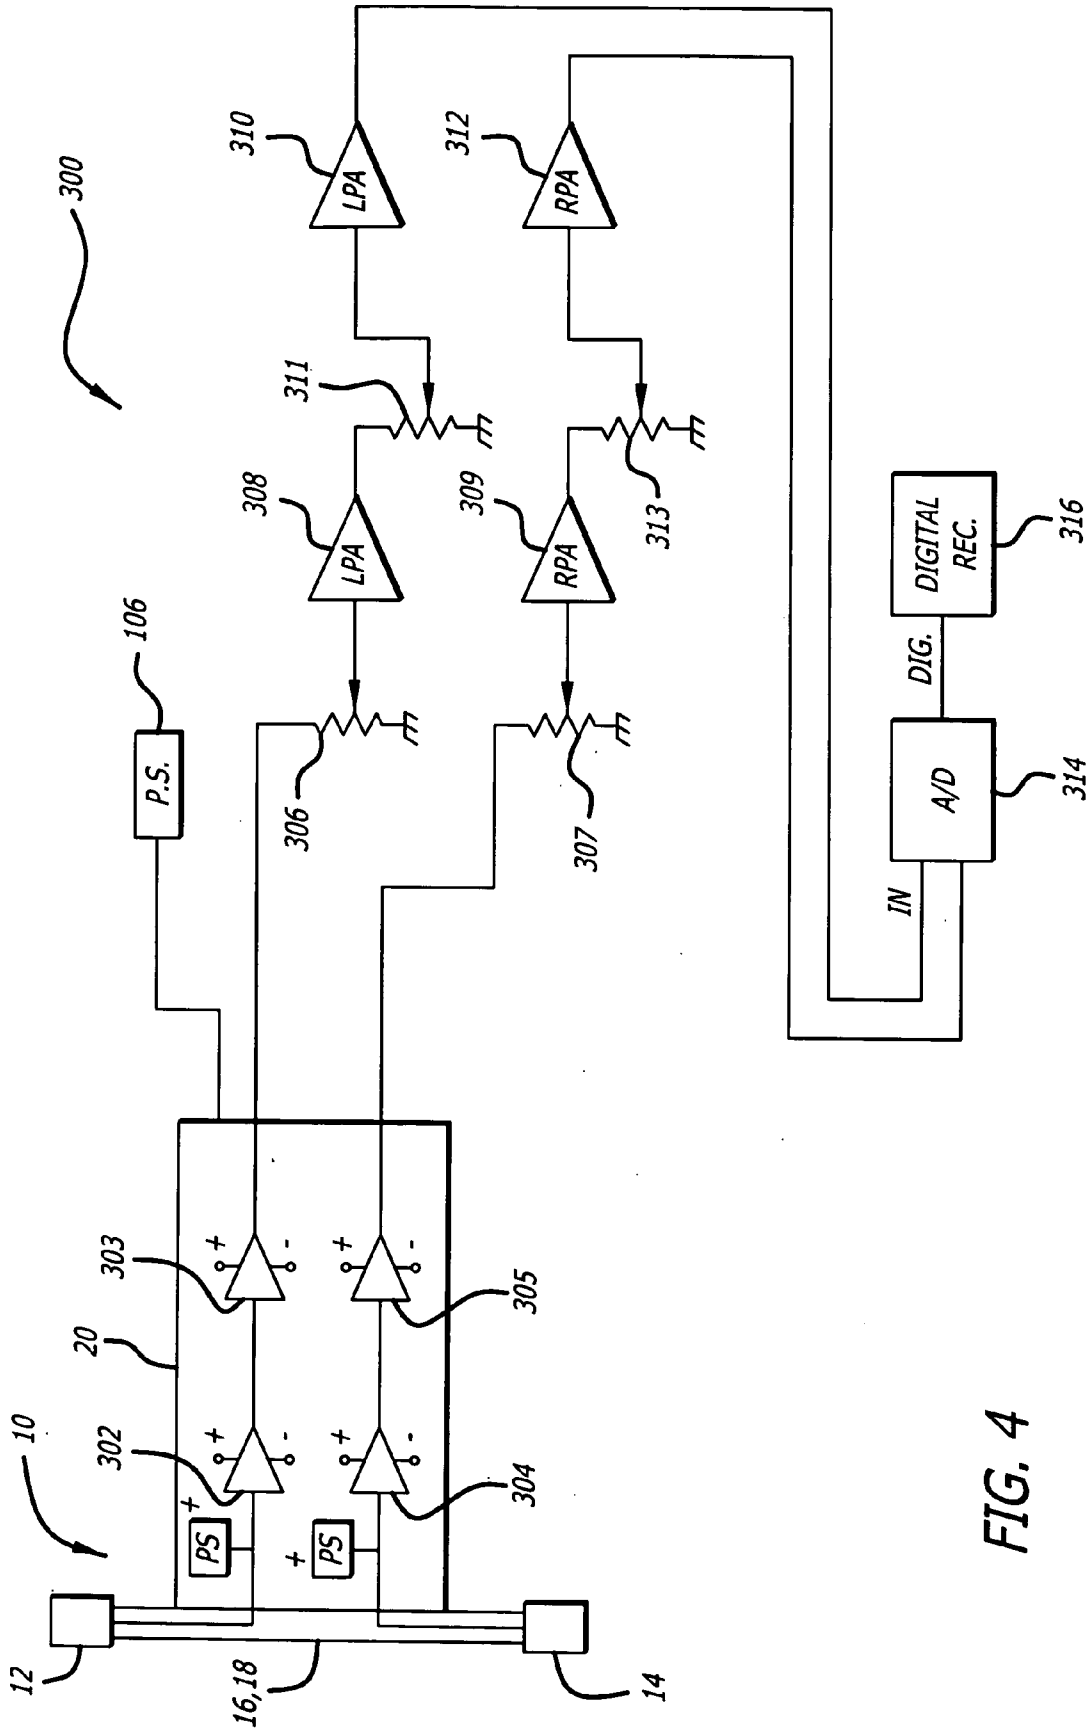 300
10
12
16,18
14
20
302
+
-
PS
+
303
+
-
304
+
-
PS
+
305
+
-
P.S.
106
306
LPA
308
311
LPA
310
307
RPA
309
313
RPA
312
IN
A/D
314
DIG.
DIGITAL
REC.
316
FIG. 4